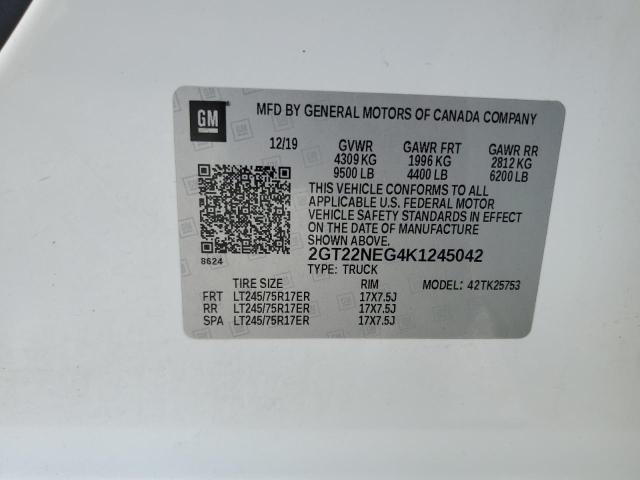 GM
MFD BY GENERAL MOTORS OF CANADA COMPANY
12/19 GVWR GAWR FRT GAWR RR
4309 KG 1996 KG 2812 KG
9500 LB 4400 LB 6200 LB
THIS VEHICLE CONFORMS TO ALL
APPLICABLE U.S. FEDERAL MOTOR
VEHICLE SAFETY STANDARDS IN EFFECT
ON THE DATE OF MANUFACTURE
SHOWN ABOVE.
8624
2GT22NEG4K1245042
TYPE: TRUCK
TIRE SIZE RIM MODEL: 42TK25753
FRT LT245/75R17ER 17X7.5J
RR LT245/75R17ER 17X7.5J
SPA LT245/75R17ER 17X7.5J